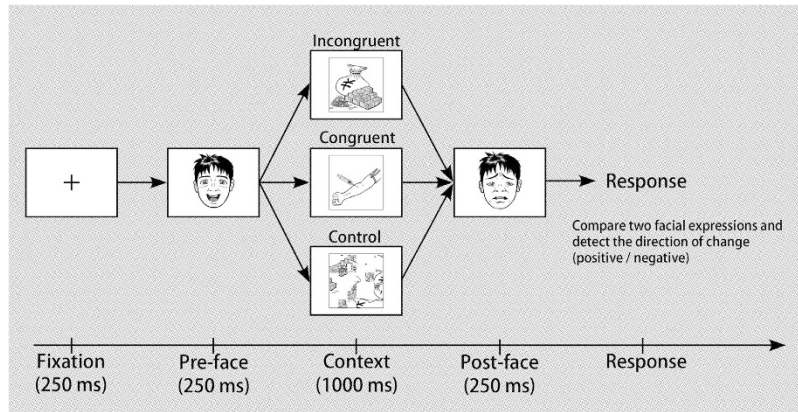 Incongruent
Congruent
Control
Response
Compare two facial expressions and
detect the direction of change
(positive / negative)
Fixation
(250 ms)
Pre-face
(250 ms)
Context
(1000 ms)
Post-face
(250 ms)
Response